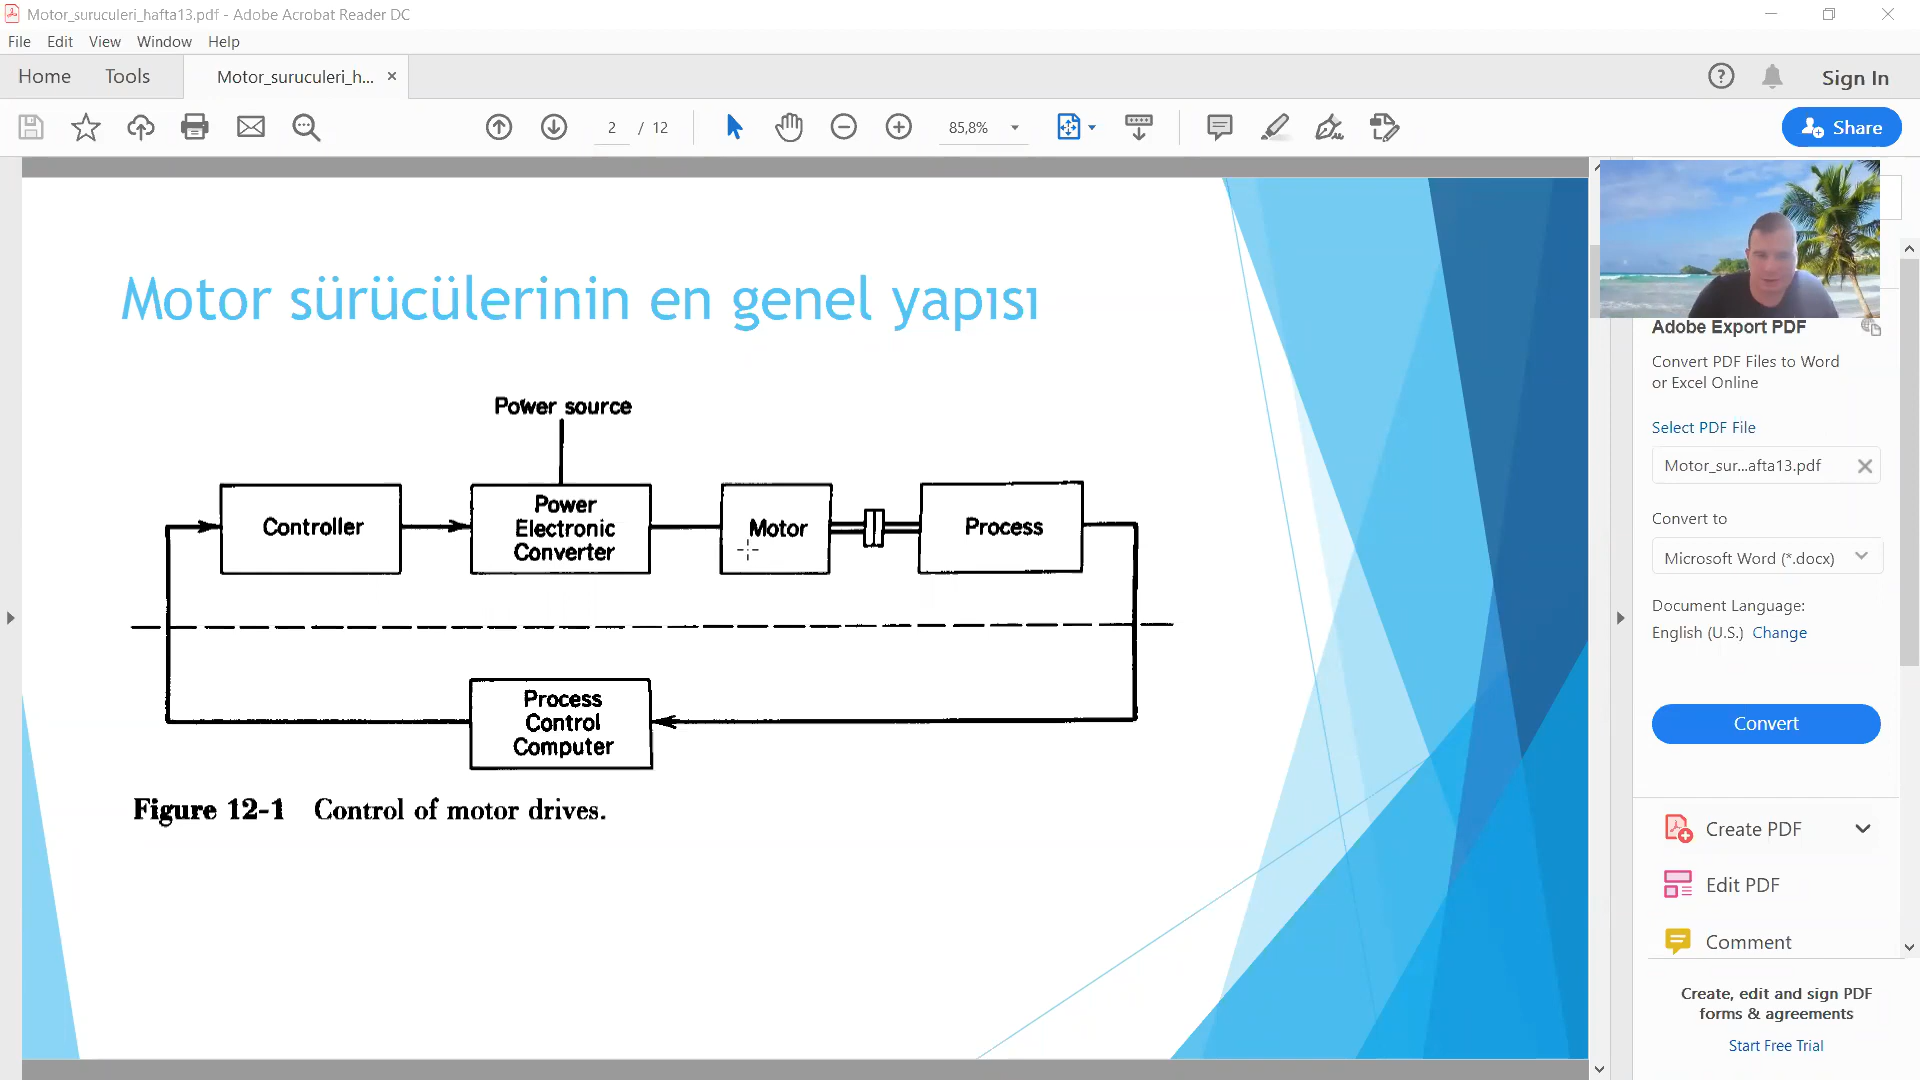 Motor_suruculeri_hafta13.pdf - Adobe Acrobat Reader DC
File Edit View Window Help
Home Tools Motor_suruculeri_h... × Sign In
2 / 12 85,8% Share
Motor sürücülerinin en genel yapısı
Power source
Controller
Power
Electronic
Converter
Motor
Process
Process
Control
Computer
Figure 12-1 Control of motor drives.
Adobe Export PDF
Convert PDF Files to Word
or Excel Online
Select PDF File
Motor_sur...afta13.pdf
Convert to
Microsoft Word (*.docx)
Document Language:
English (U.S.) Change
Convert
Create PDF
Edit PDF
Comment
Create, edit and sign PDF
forms & agreements
Start Free Trial